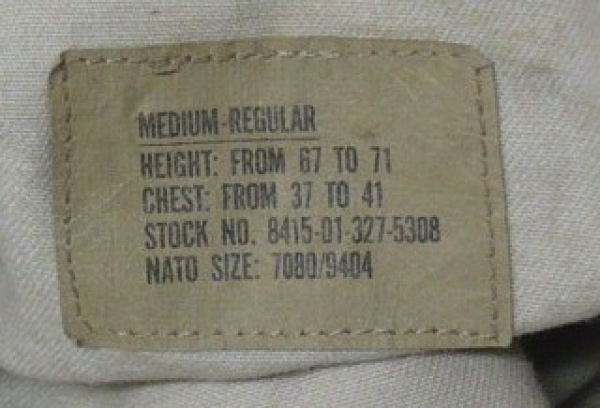 MEDIUM-REGULAR
HEIGHT: FROM 67 TO 71
CHEST: FROM 37 TO 41
STOCK NO. 8415-01-327-5308
NATO SIZE: 7080/9404